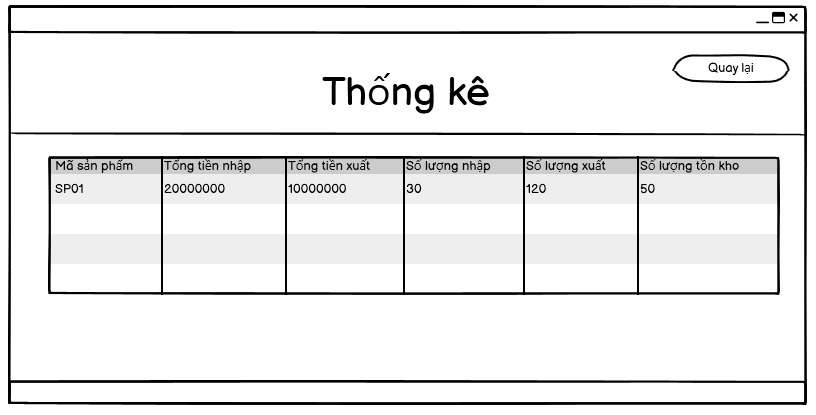 Quay lại
Thống kê
Mã sản phẩm Tổng tiền nhập Tổng tiền xuất Số lượng nhập Số lượng xuất Số lượng tồn kho
SP01 20000000 10000000 30 120 50